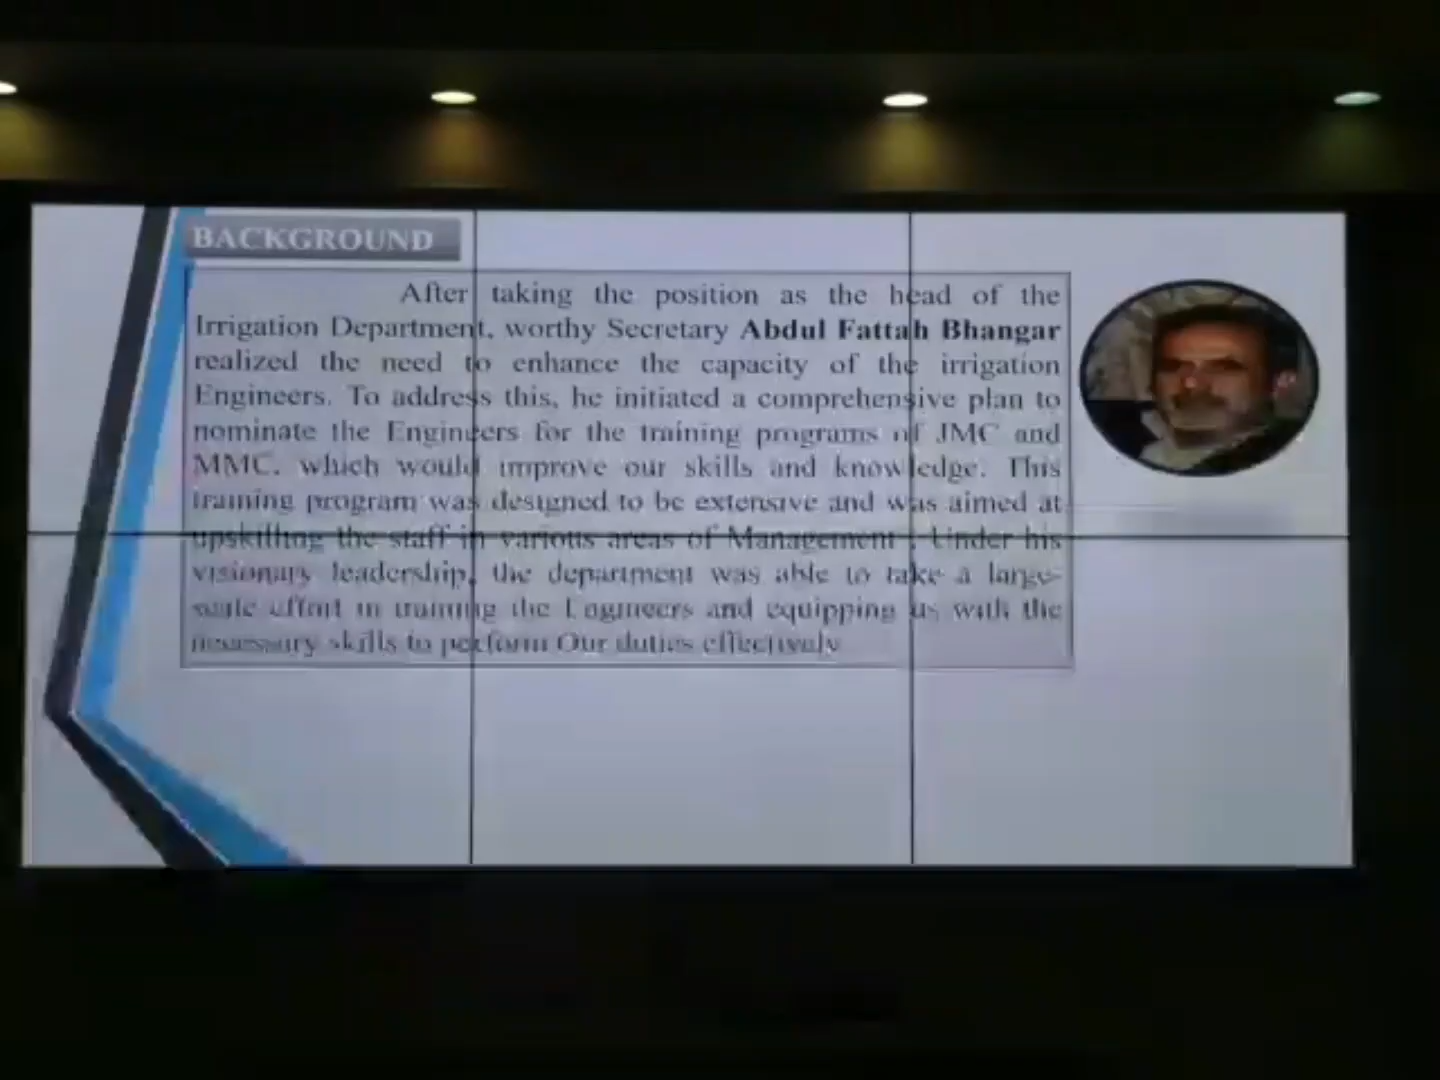 BACKGROUND
After taking the position as the head of the
Irrigation Department, worthy Secretary Abdul Fattah Bhangar
realized the need to enhance the capacity of the irrigation
Engineers. To address this, he initiated a comprehensive plan to
nominate the Engineers for the training programs of JMC and
MMC. which would improve our skills and knowledge. This
training program was designed to be extensive and was aimed at
upskilling the staff in various areas of Management . Under his
visionary leadership, the department was able to take a large-
scale effort in training the Engineers and equipping us with the
necessary skills to perform Our duties effectively